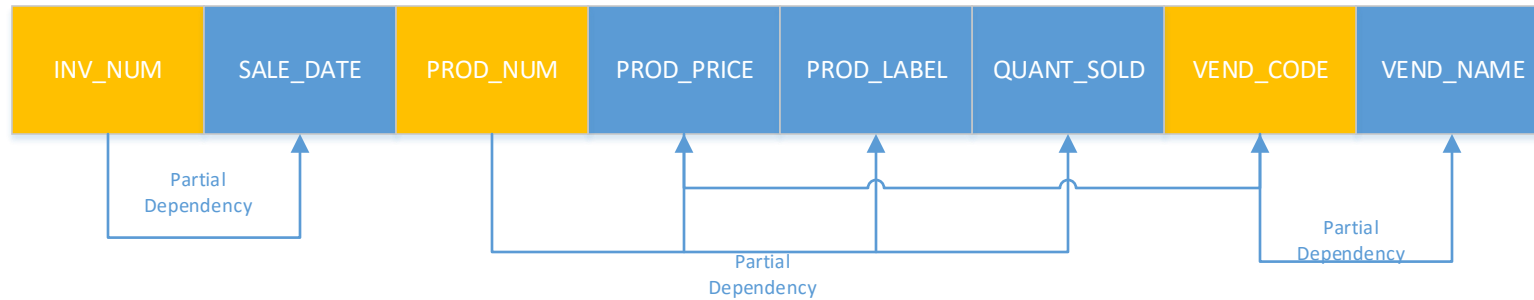 INV_NUM SALE_DATE PROD_NUM PROD_PRICE PROD_LABEL QUANT_SOLD VEND_CODE VEND_NAME
Partial
Dependency
Partial
Dependency
Partial
Dependency